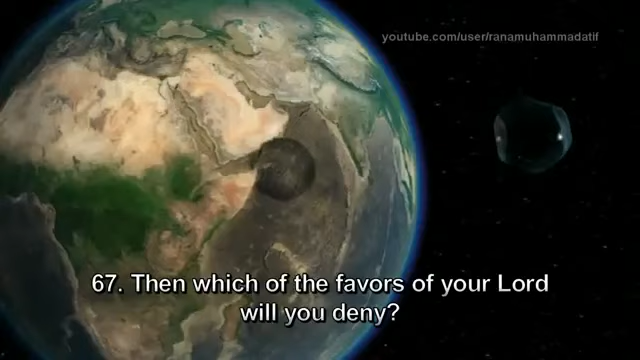 youtube.com/user/ranamuhammadatif
67. Then which of the favors of your Lord
will you deny?